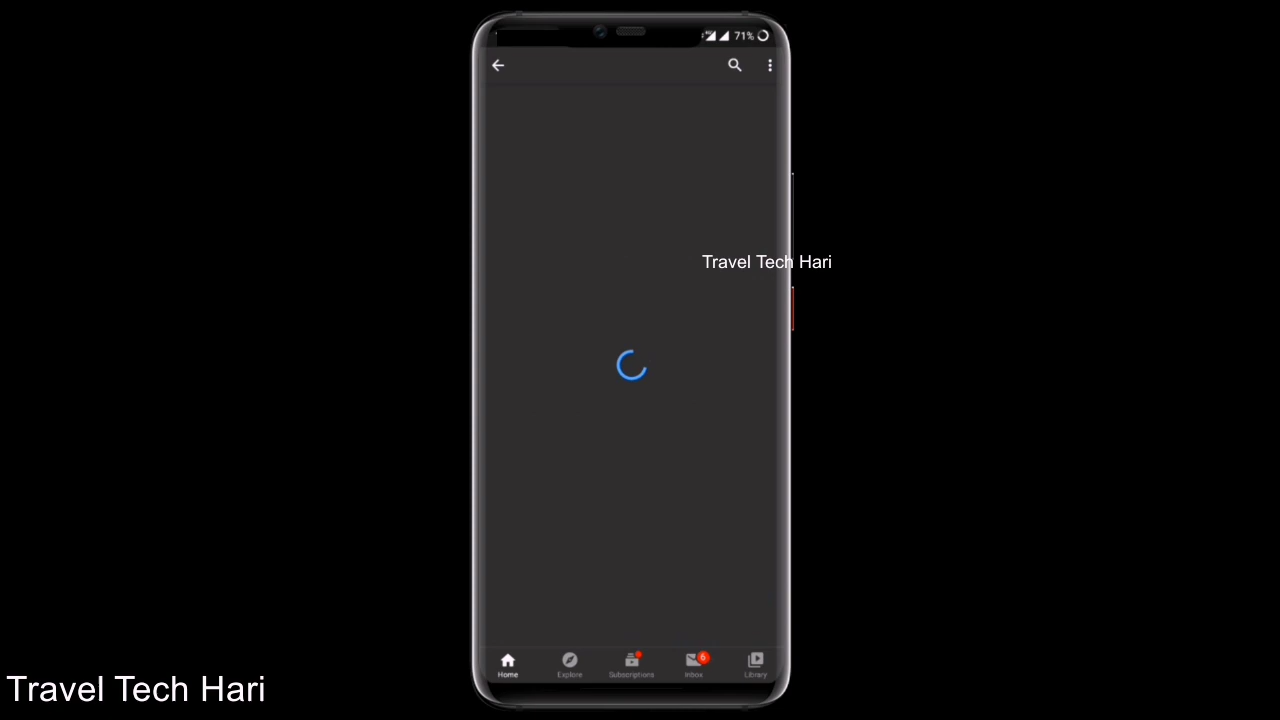 71%
Travel Tech Hari
6
Home Explore Subscriptions Inbox Library
Travel Tech Hari